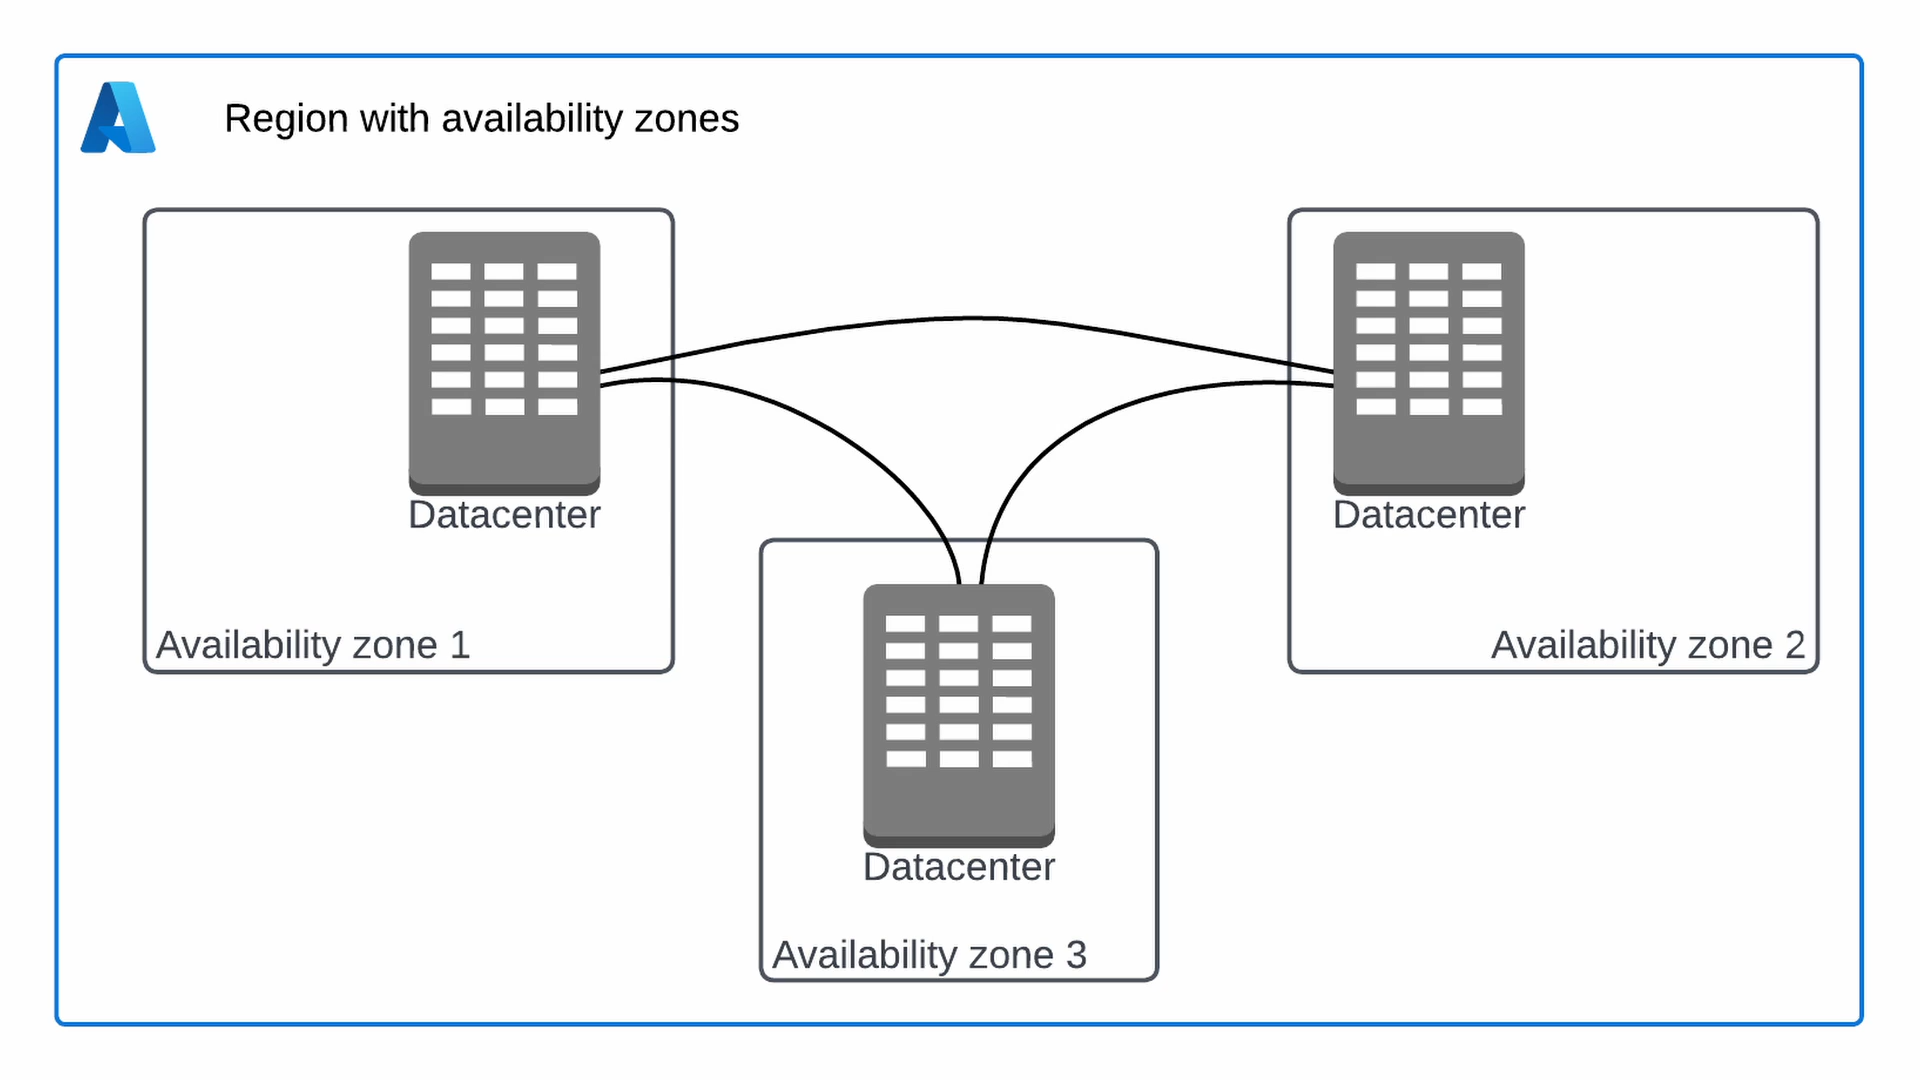 Region with availability zones
Datacenter
Datacenter
Availability zone 1
Availability zone 2
Datacenter
Availability zone 3